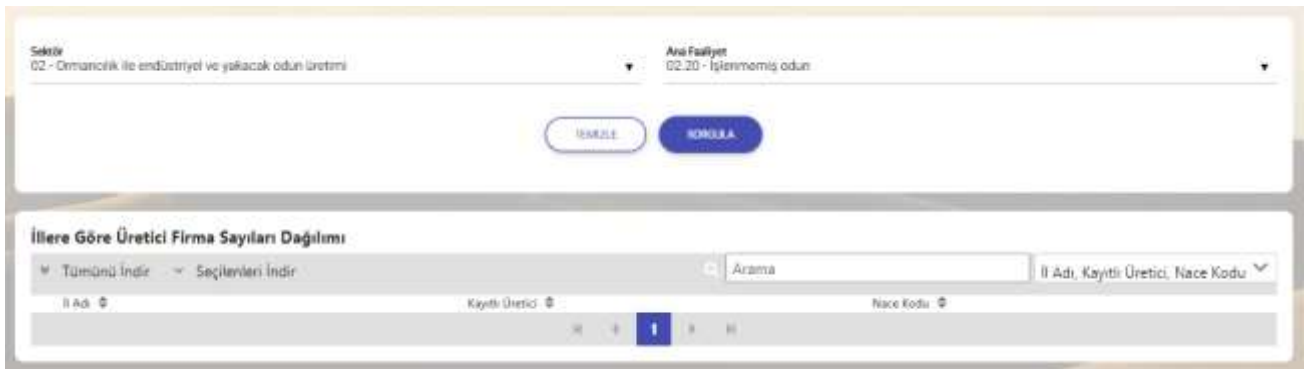 Sektör
Ana Faaliyet
02 - Ormancılık ile endüstriyel ve yakacak odun üretimi
02.20 - İşlenmemiş odun
TEMİZLE
SORGULA
İllere Göre Üretici Firma Sayıları Dağılımı
Tümünü İndir Seçilenleri İndir
Arama
İl Adı, Kayıtlı Üretici, Nace Kodu
İl Adı Kayıtlı Üretici Nace Kodu
1